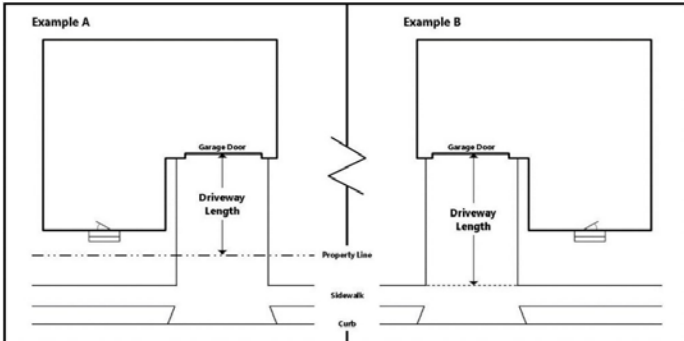 Example A
Example B
Garage Door
Garage Door
Driveway
Length
Driveway
Length
Property Line
Sidewalk
Curb